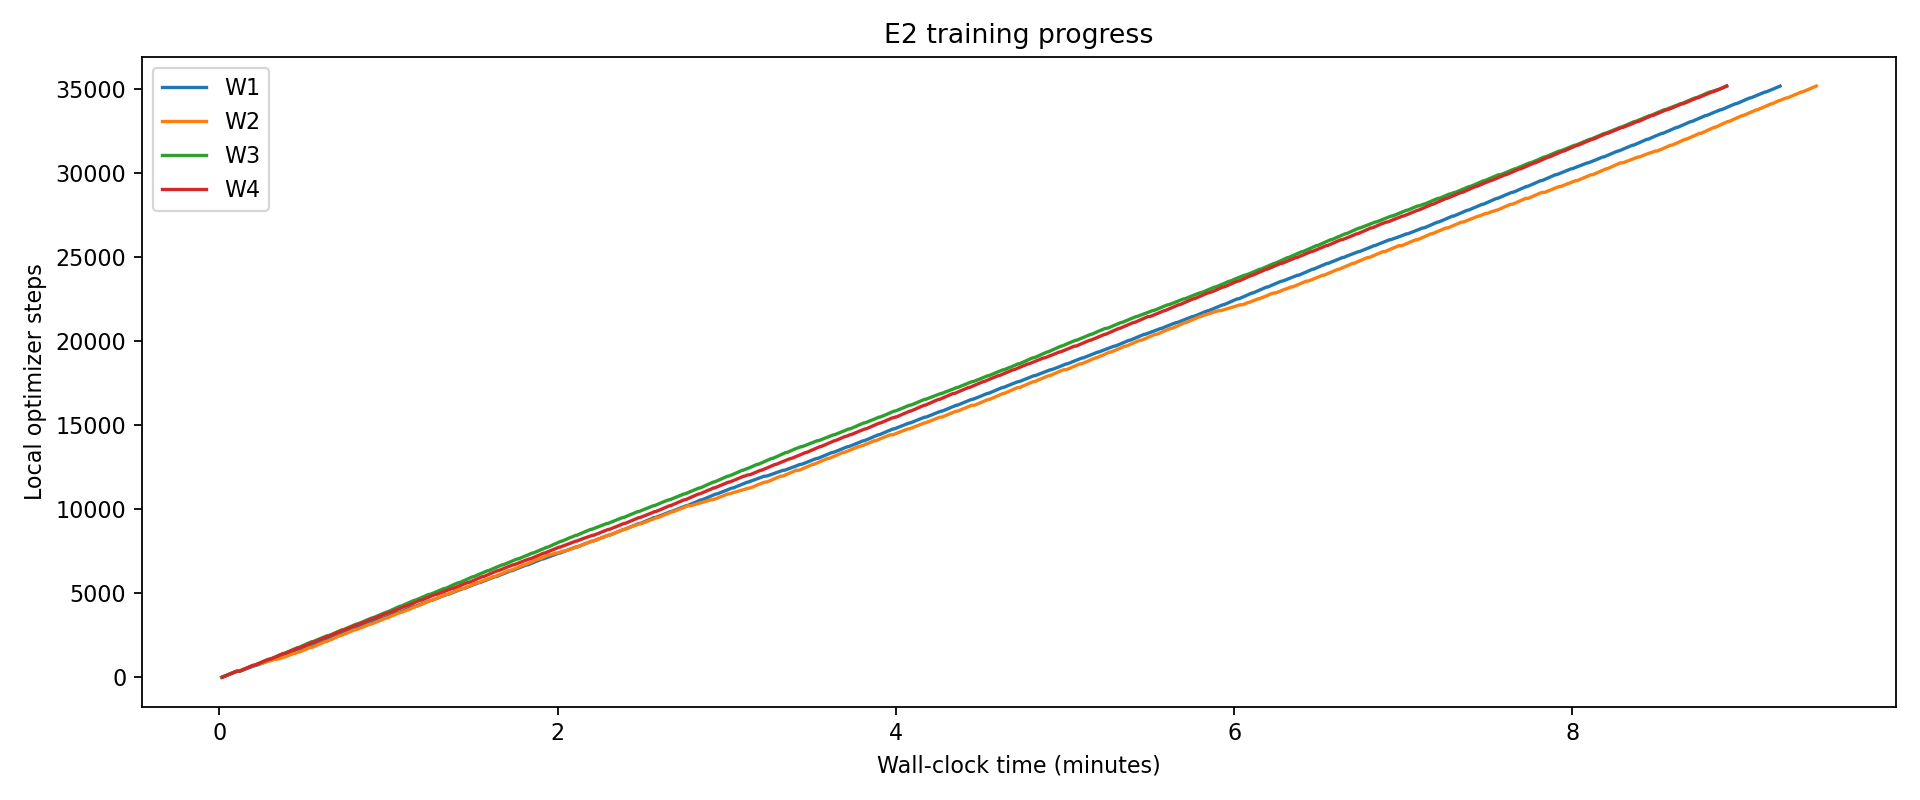 E2 training progress
W1
W2
W3
W4
35000
30000
25000
20000
15000
10000
5000
0
Local optimizer steps
0 2 4 6 8
Wall-clock time (minutes)